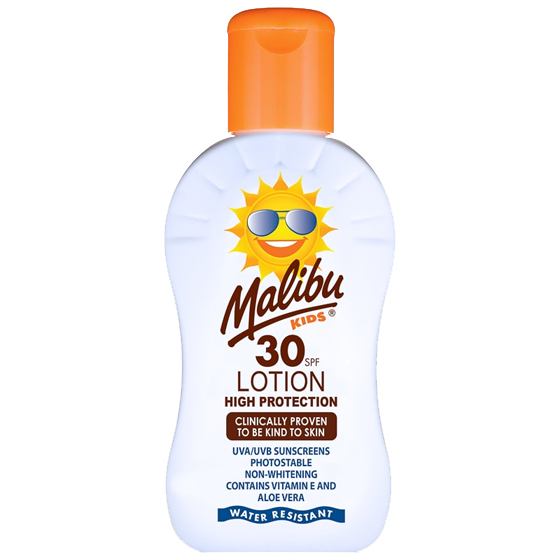 Malibu
KIDS®
30 SPF
LOTION
HIGH PROTECTION
CLINICALLY PROVEN
TO BE KIND TO SKIN
UVA/UVB SUNSCREENS
PHOTOSTABLE
NON-WHITENING
CONTAINS VITAMIN E AND
ALOE VERA
WATER RESISTANT